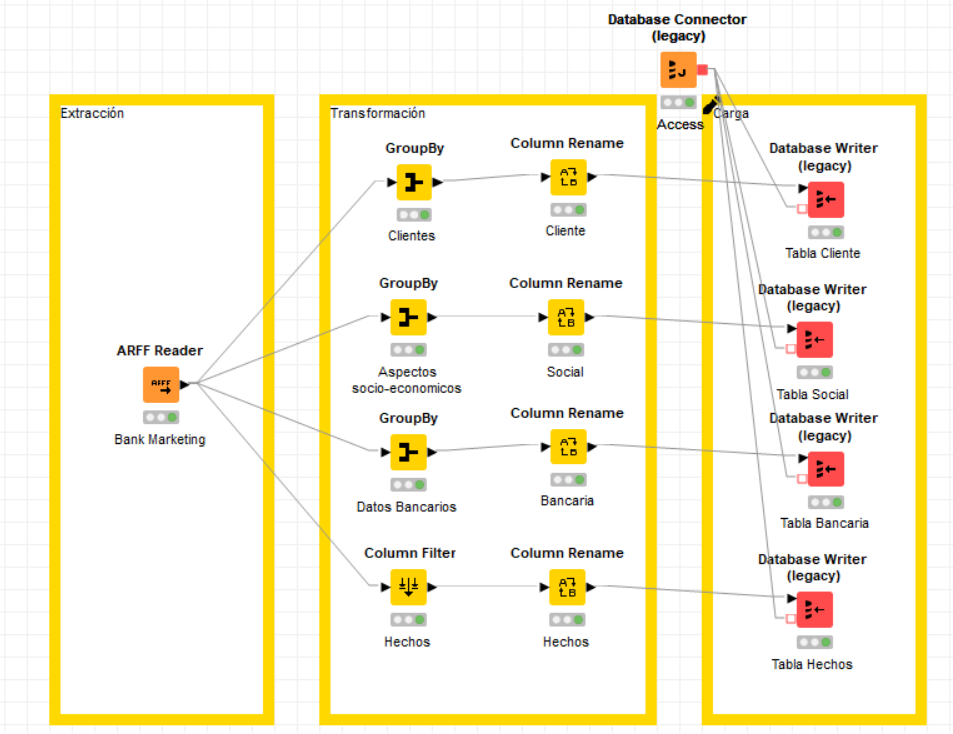 Database Connector
(legacy)
Access
Extracción
ARFF Reader
ARFF
Bank Marketing
Transformación
GroupBy
Clientes
Column Rename
Cliente
GroupBy
Aspectos
socio-economicos
Column Rename
Social
GroupBy
Datos Bancarios
Column Rename
Bancaria
Column Filter
Hechos
Column Rename
Hechos
Carga
Database Writer
(legacy)
Tabla Cliente
Database Writer
(legacy)
Tabla Social
Database Writer
(legacy)
Tabla Bancaria
Database Writer
(legacy)
Tabla Hechos